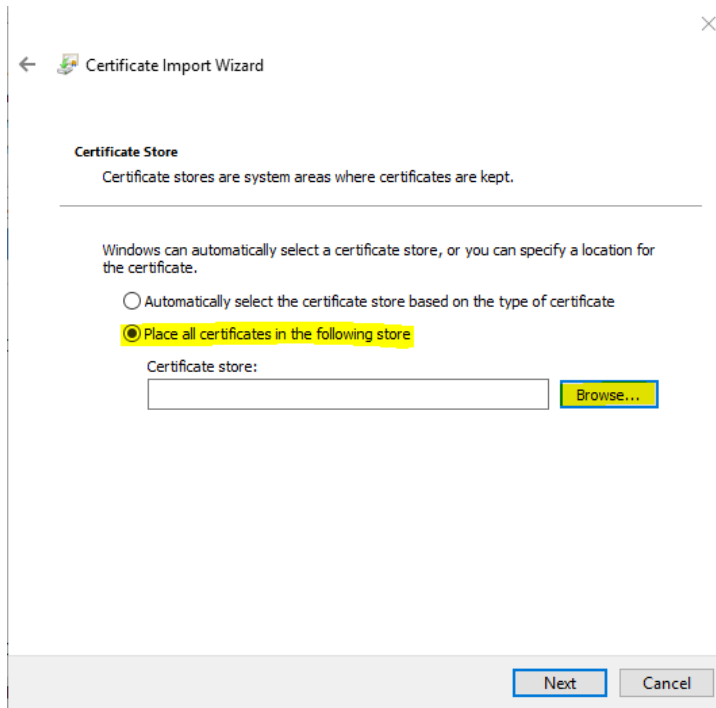 Certificate Import Wizard
Certificate Store
Certificate stores are system areas where certificates are kept.
Windows can automatically select a certificate store, or you can specify a location for
the certificate.
Automatically select the certificate store based on the type of certificate
Place all certificates in the following store
Certificate store:
Browse...
Next
Cancel